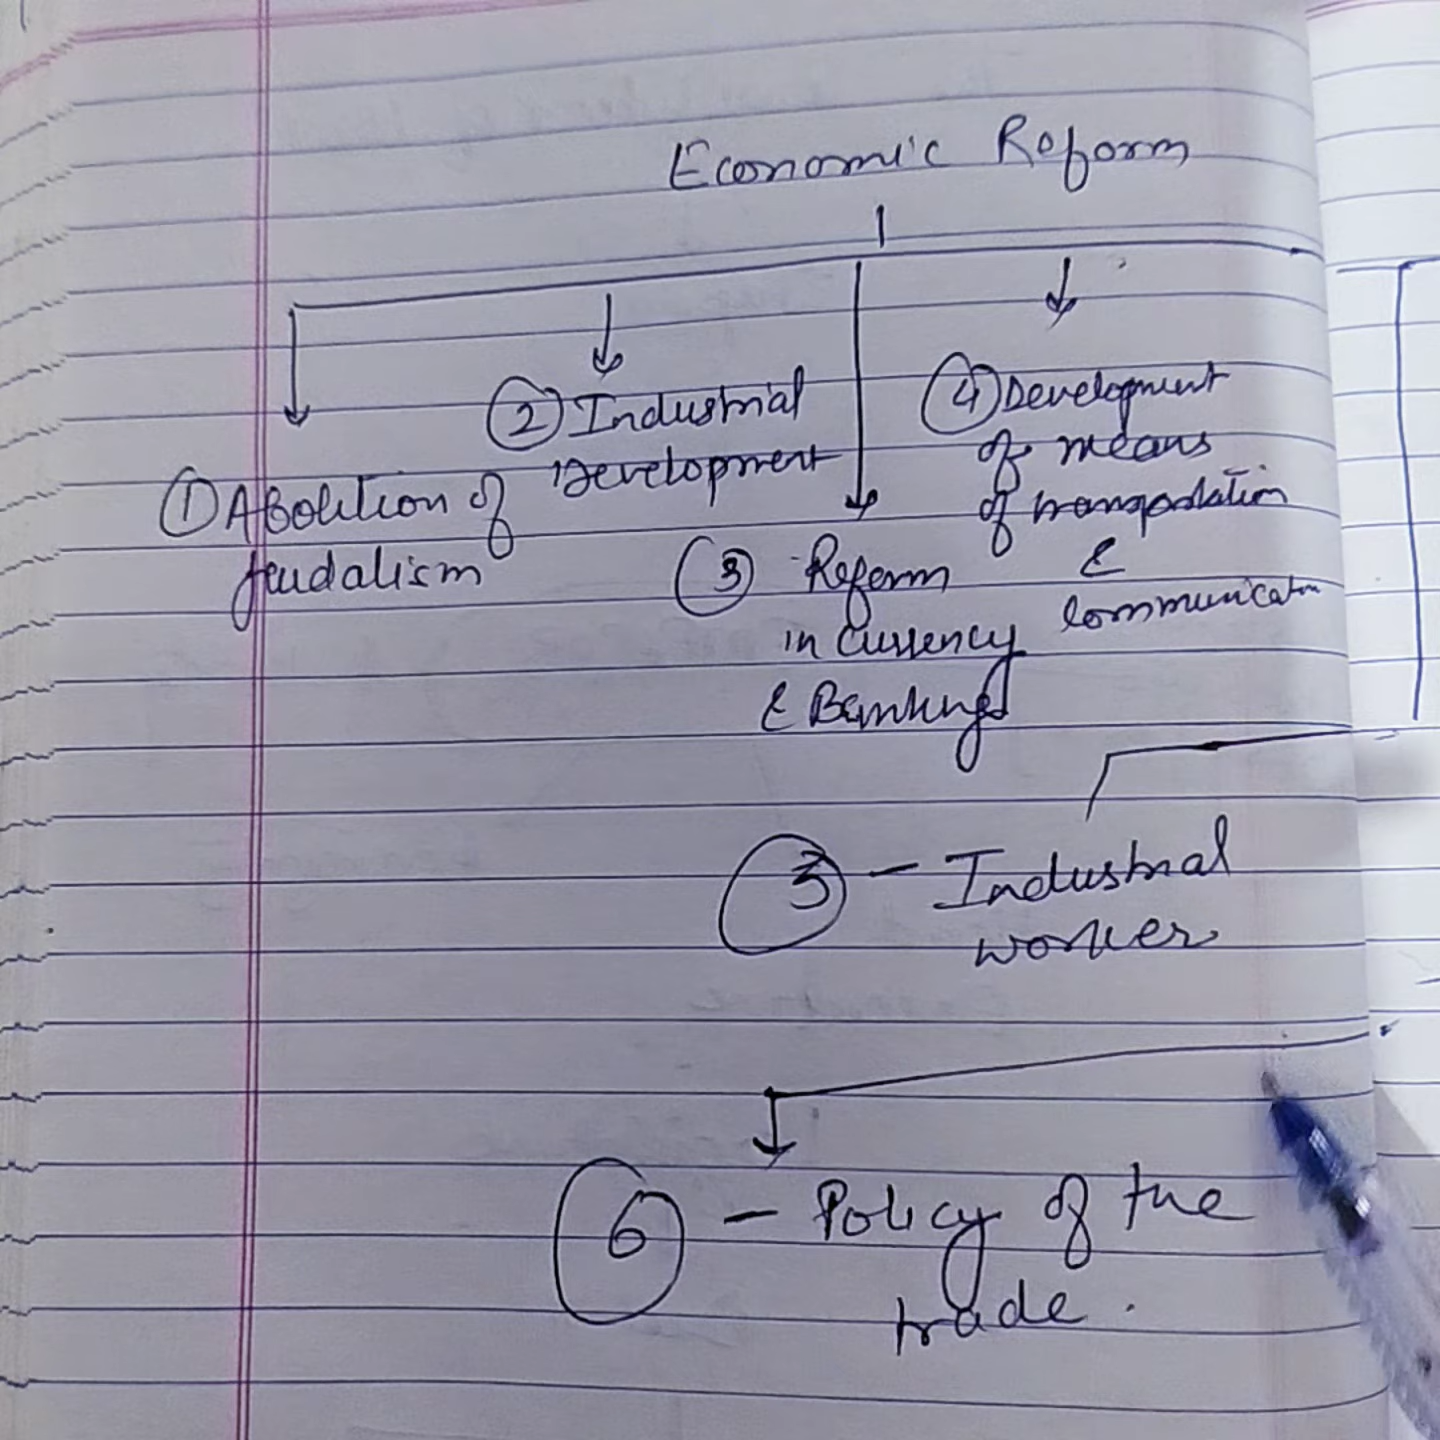 Economic Reform
① Abolition of
feudalism
② Industrial
Development
③ Reform
in currency
& Banking
④ Development
of means
of transportation
&
communication
3 - Industrial
worker
6 - Policy of the
trade.